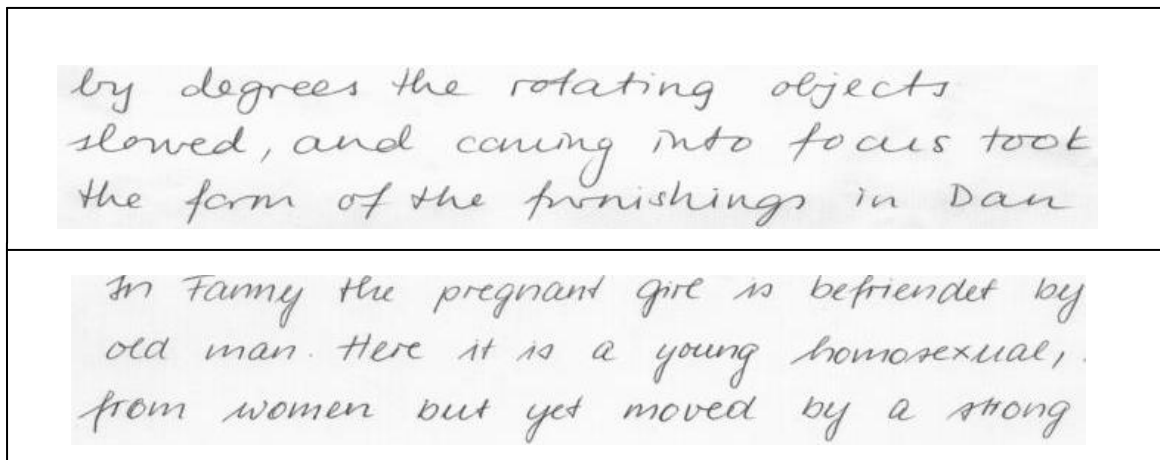 by degrees the rotating objects
slowed, and coming into focus took
the form of the furnishings in Dan
In Fanny the pregnant girl is befriendet by
old man. Here it is a young homosexual,
from women but yet moved by a strong